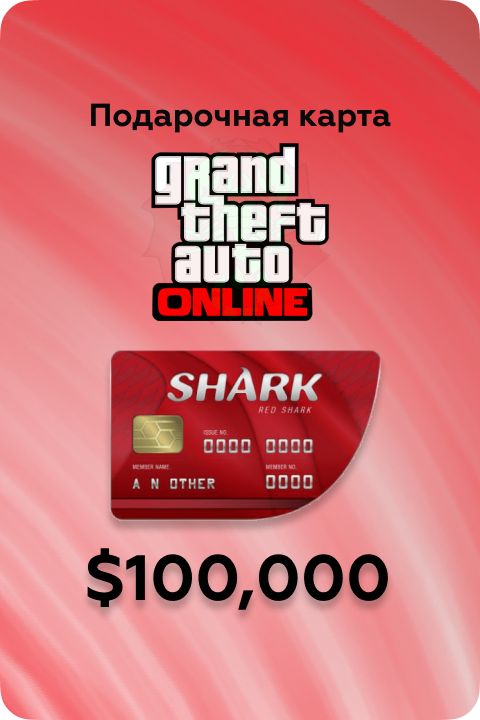 Подарочная карта
grand
theft
auto
ONLINE
SHARK
RED SHARK
ISSUE NO.
0000 0000
MEMBER NAME.
MEMBER NO
A N OTHER
0000
$100,000